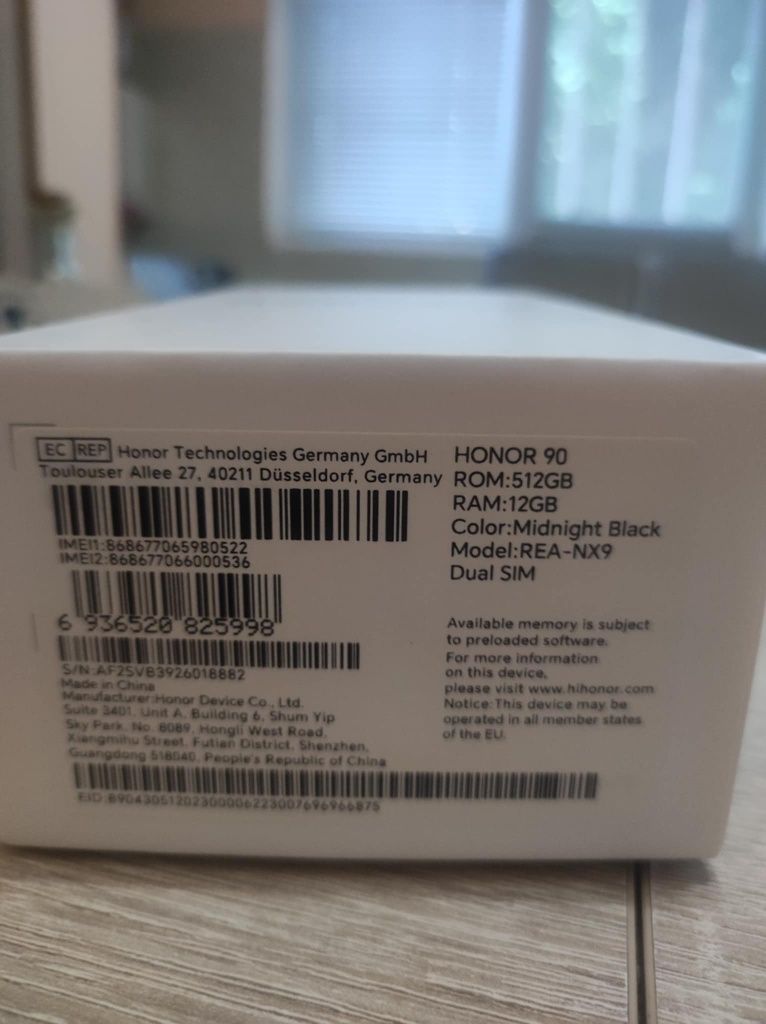 EC REP Honor Technologies Germany GmbH
Toulouser Allee 27, 40211 Düsseldorf, Germany
IMEI1:868677065980522
IMEI2:868677066000536
6 936520 825998
S/N:AF2SVB3926018882
Made in China
Manufacturer:Honor Device Co., Ltd.
Suite 3401, Unit A, Building 6, Shum Yip
Sky Park, No. 8089, Hongli West Road,
Xiangmihu Street, Futian District, Shenzhen,
Guangdong 518040, People's Republic of China
EID:89043051202300006223007696966875
HONOR 90
ROM:512GB
RAM:12GB
Color:Midnight Black
Model:REA-NX9
Dual SIM
Available memory is subject
to preloaded software.
For more information
on this device,
please visit www.hihonor.com
Notice:This device may be
operated in all member states
of the EU.